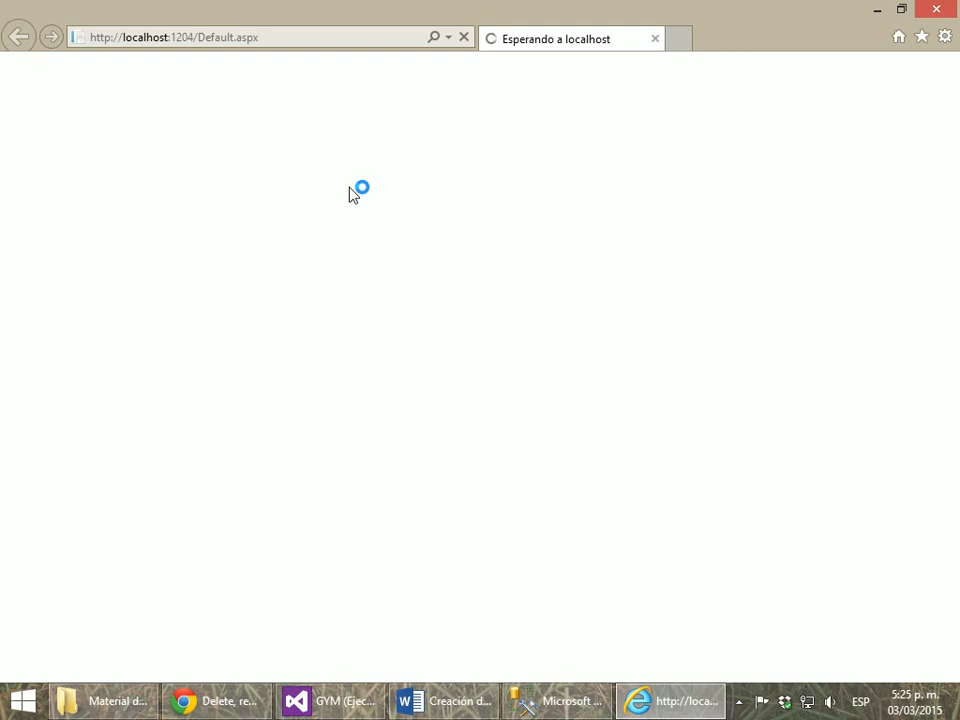 http://localhost:1204/Default.aspx
Esperando a localhost
Material d...
Delete, re...
GYM (Ejec...
Creación d...
Microsoft ...
http://loca...
ESP
5:25 p. m.
03/03/2015